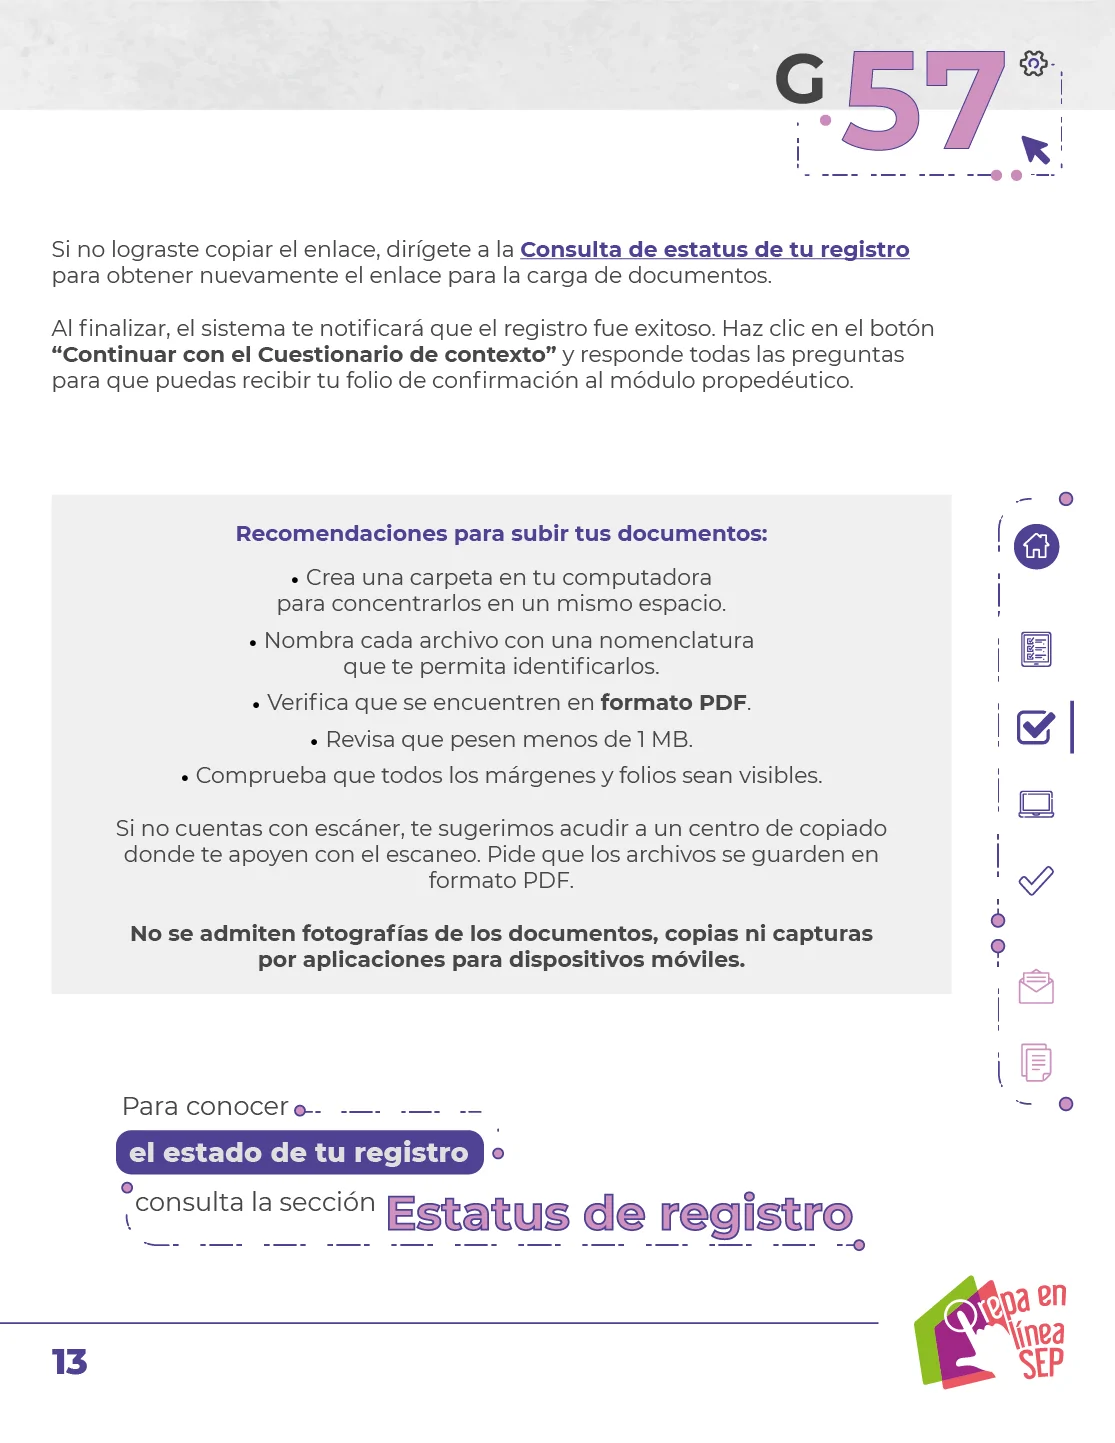 G 57
Si no lograste copiar el enlace, dirígete a la Consulta de estatus de tu registro
para obtener nuevamente el enlace para la carga de documentos.
Al finalizar, el sistema te notificará que el registro fue exitoso. Haz clic en el botón
“Continuar con el Cuestionario de contexto” y responde todas las preguntas
para que puedas recibir tu folio de confirmación al módulo propedéutico.
Recomendaciones para subir tus documentos:
• Crea una carpeta en tu computadora
para concentrarlos en un mismo espacio.
• Nombra cada archivo con una nomenclatura
que te permita identificarlos.
• Verifica que se encuentren en formato PDF.
• Revisa que pesen menos de 1 MB.
• Comprueba que todos los márgenes y folios sean visibles.
Si no cuentas con escáner, te sugerimos acudir a un centro de copiado
donde te apoyen con el escaneo. Pide que los archivos se guarden en
formato PDF.
No se admiten fotografías de los documentos, copias ni capturas
por aplicaciones para dispositivos móviles.
Para conocer
el estado de tu registro
consulta la sección Estatus de registro
Prepa en
línea
SEP
13